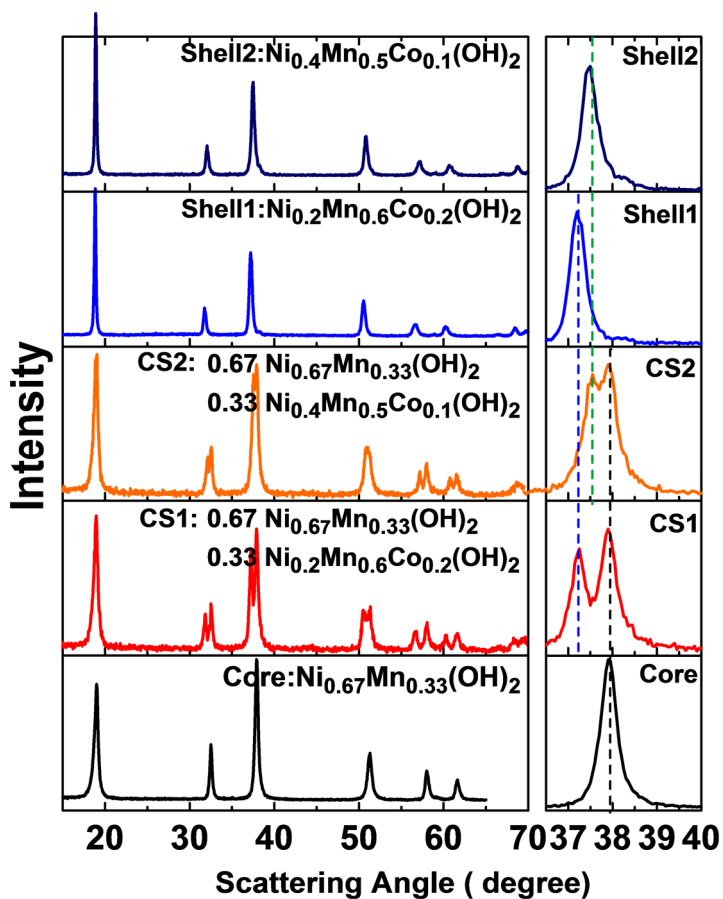 Shell2:Ni0.4Mn0.5Co0.1(OH)2
Shell2
Shell1:Ni0.2Mn0.6Co0.2(OH)2
Shell1
CS2: 0.67 Ni0.67Mn0.33(OH)2
0.33 Ni0.4Mn0.5Co0.1(OH)2
CS2
CS1: 0.67 Ni0.67Mn0.33(OH)2
0.33 Ni0.2Mn0.6Co0.2(OH)2
CS1
Core:Ni0.67Mn0.33(OH)2
Core
Intensity
20 30 40 50 60 70 37 38 39 40
Scattering Angle ( degree)